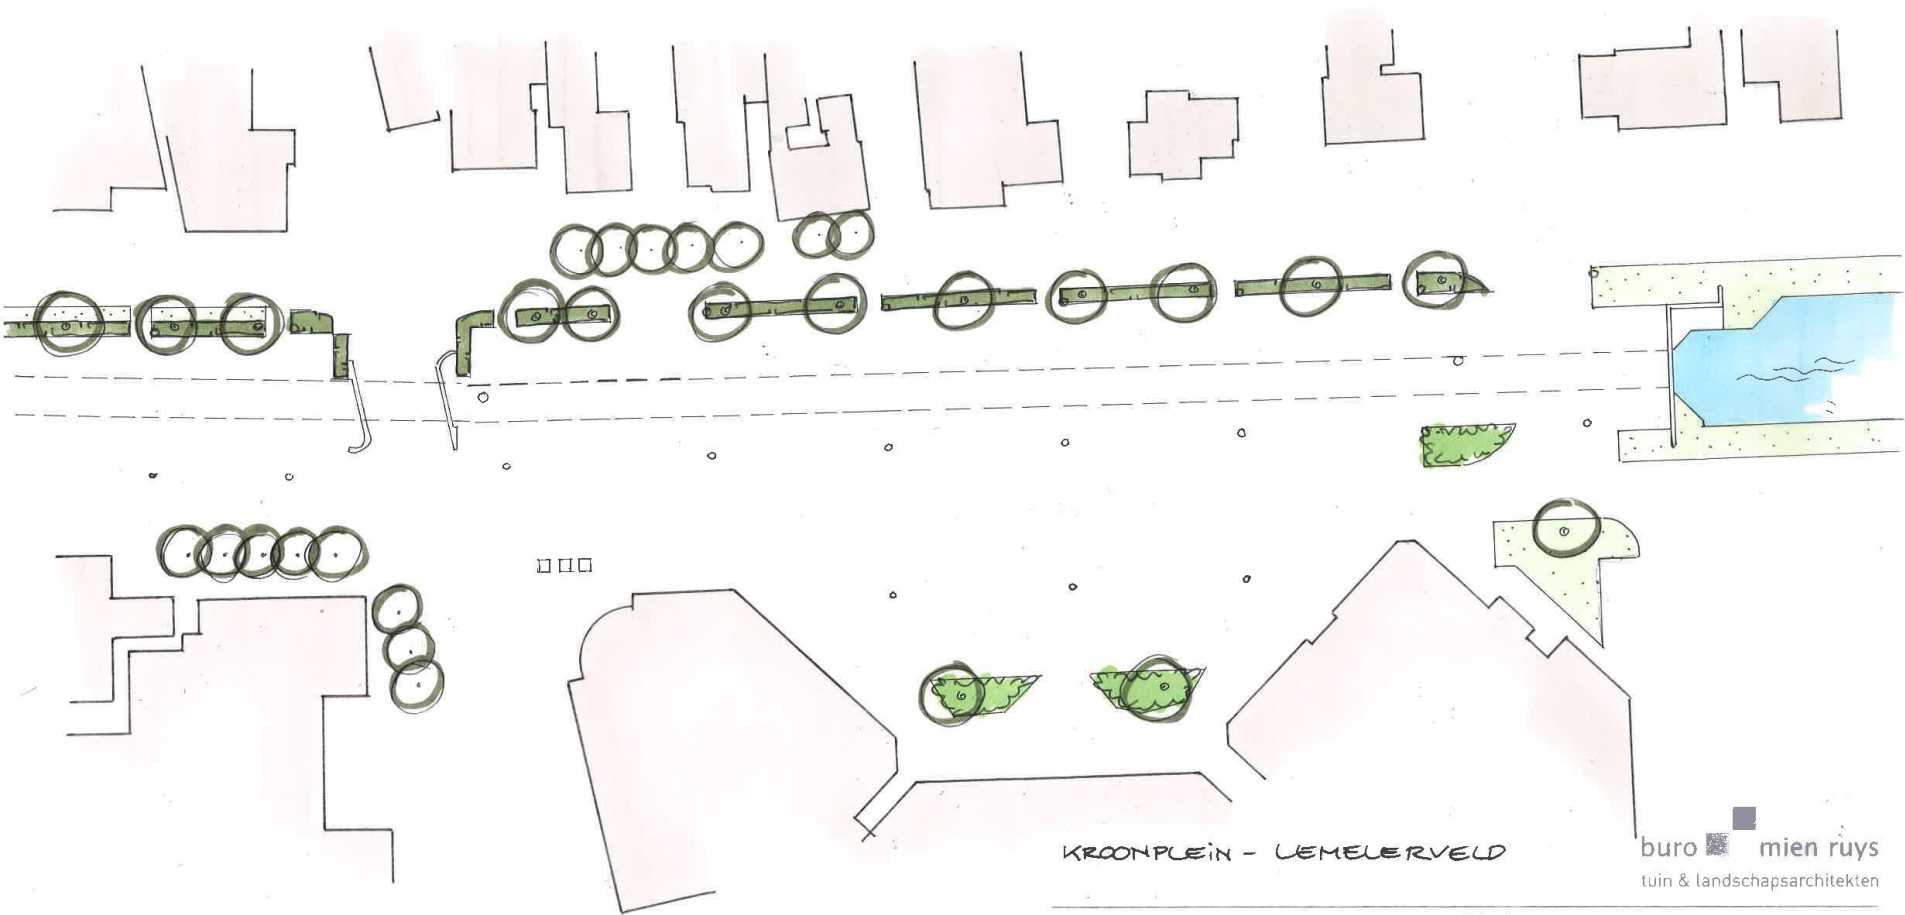 KROONPLEIN - LEMELERVELD
buro mien ruys
tuin & landschapsarchitekten